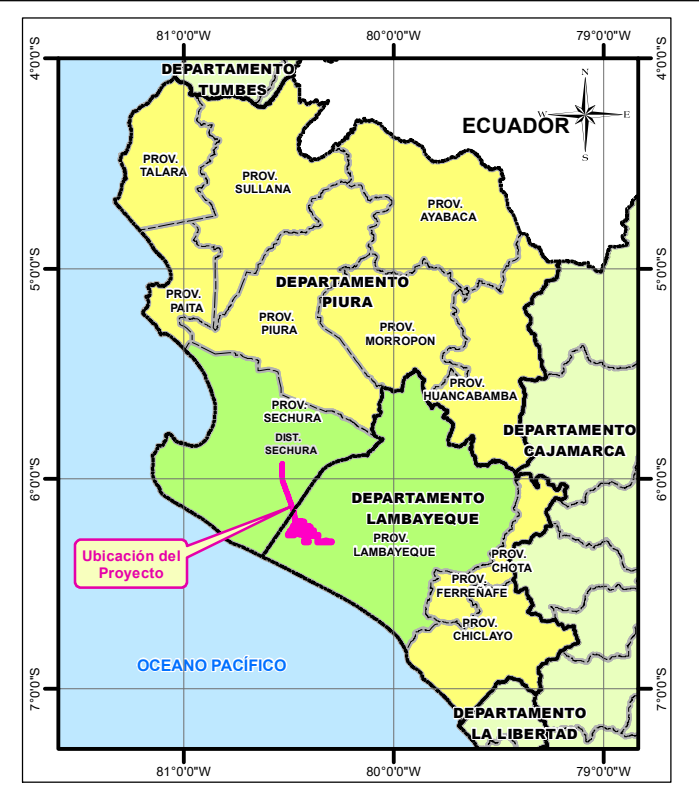 81°0'0"W
80°0'0"W
79°0'0"W
4°0'0"S
4°0'0"S
DEPARTAMENTO
TUMBES
N
W
E
S
ECUADOR
PROV.
TALARA
PROV.
SULLANA
PROV.
AYABACA
5°0'0"S
5°0'0"S
DEPARTAMENTO
PIURA
PROV.
PAITA
PROV.
PIURA
PROV.
MORROPON
PROV.
HUANCABAMBA
PROV.
SECHURA
DIST.
SECHURA
DEPARTAMENTO
CAJAMARCA
6°0'0"S
6°0'0"S
DEPARTAMENTO
LAMBAYEQUE
PROV.
LAMBAYEQUE
Ubicación del
Proyecto
PROV.
CHOTA
PROV.
FERREÑAFE
PROV.
CHICLAYO
OCEANO PACÍFICO
7°0'0"S
7°0'0"S
DEPARTAMENTO
LA LIBERTAD
81°0'0"W
80°0'0"W
79°0'0"W